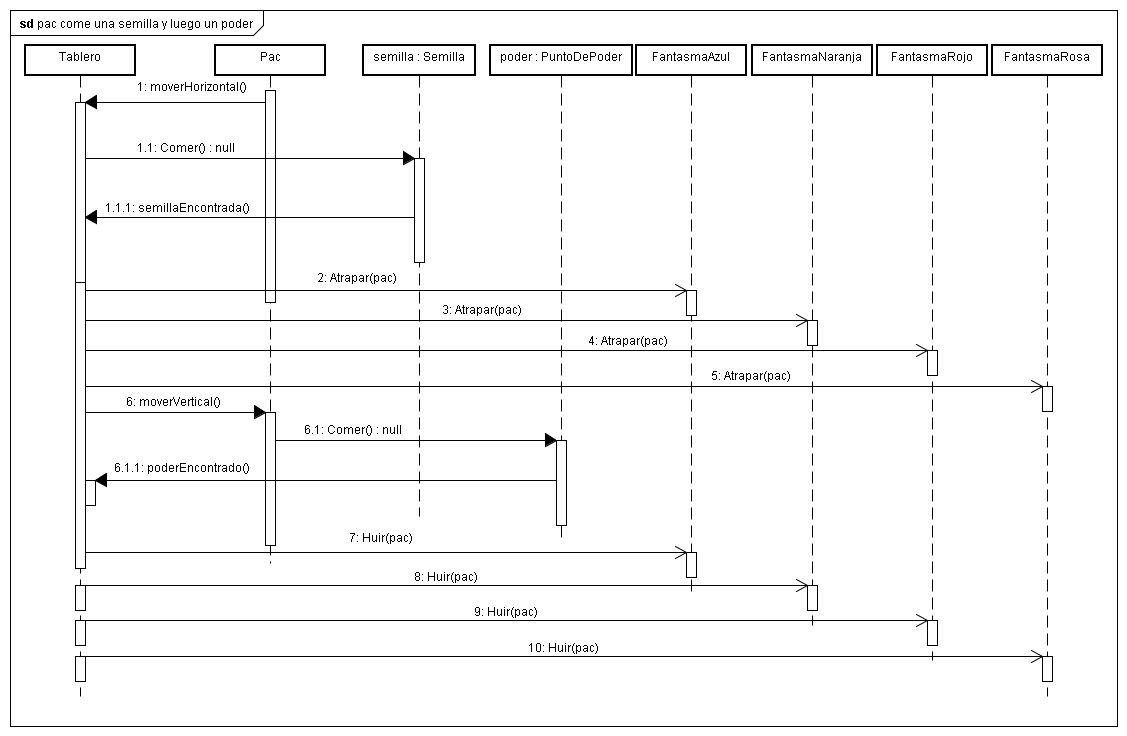 sd pac come una semilla y luego un poder
Tablero
Pac
semilla : Semilla
poder : PuntoDePoder
FantasmaAzul
FantasmaNaranja
FantasmaRojo
FantasmaRosa
1: moverHorizontal()
1.1: Comer() : null
1.1.1: semillaEncontrada()
2: Atrapar(pac)
3: Atrapar(pac)
4: Atrapar(pac)
5: Atrapar(pac)
6: moverVertical()
6.1: Comer() : null
6.1.1: poderEncontrado()
7: Huir(pac)
8: Huir(pac)
9: Huir(pac)
10: Huir(pac)